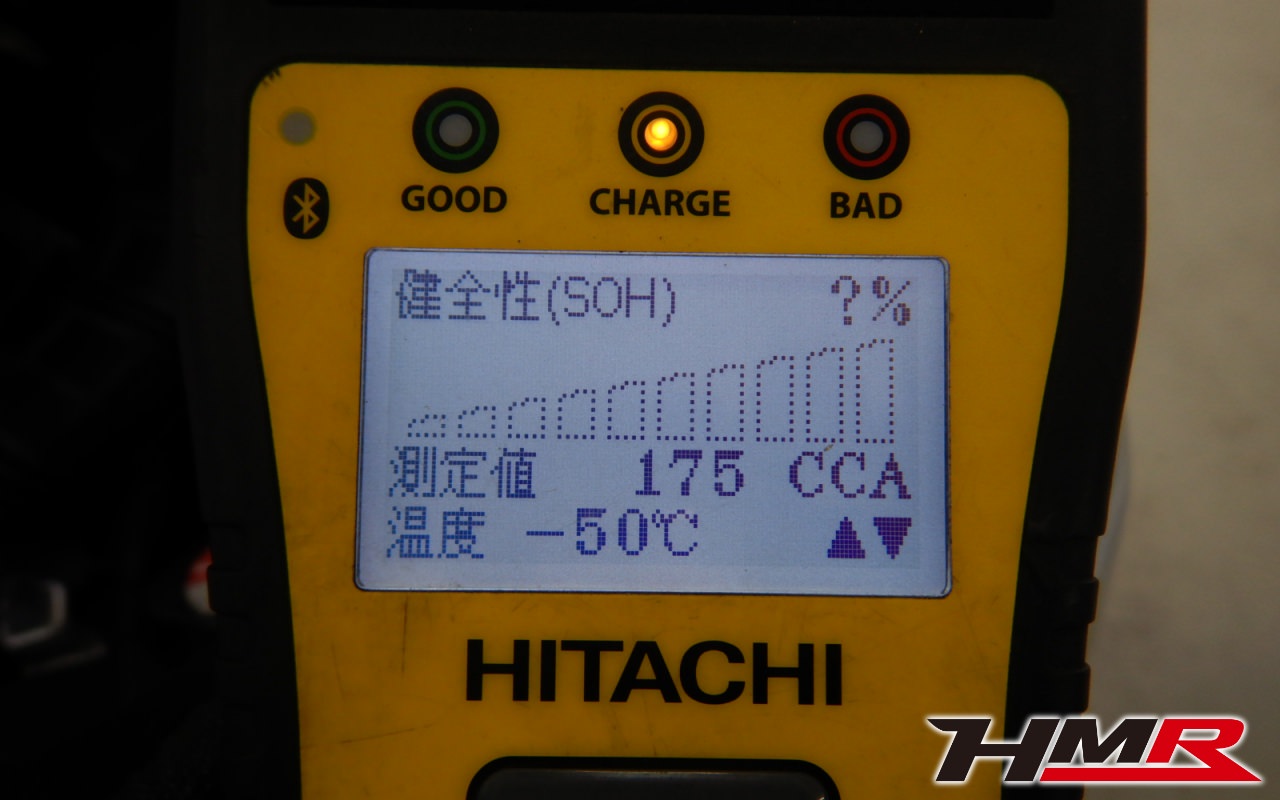 GOOD CHARGE BAD
健全性(SOH) ?%
測定値 175 CCA
温度 -50℃ ▲▼
HITACHI
HMR